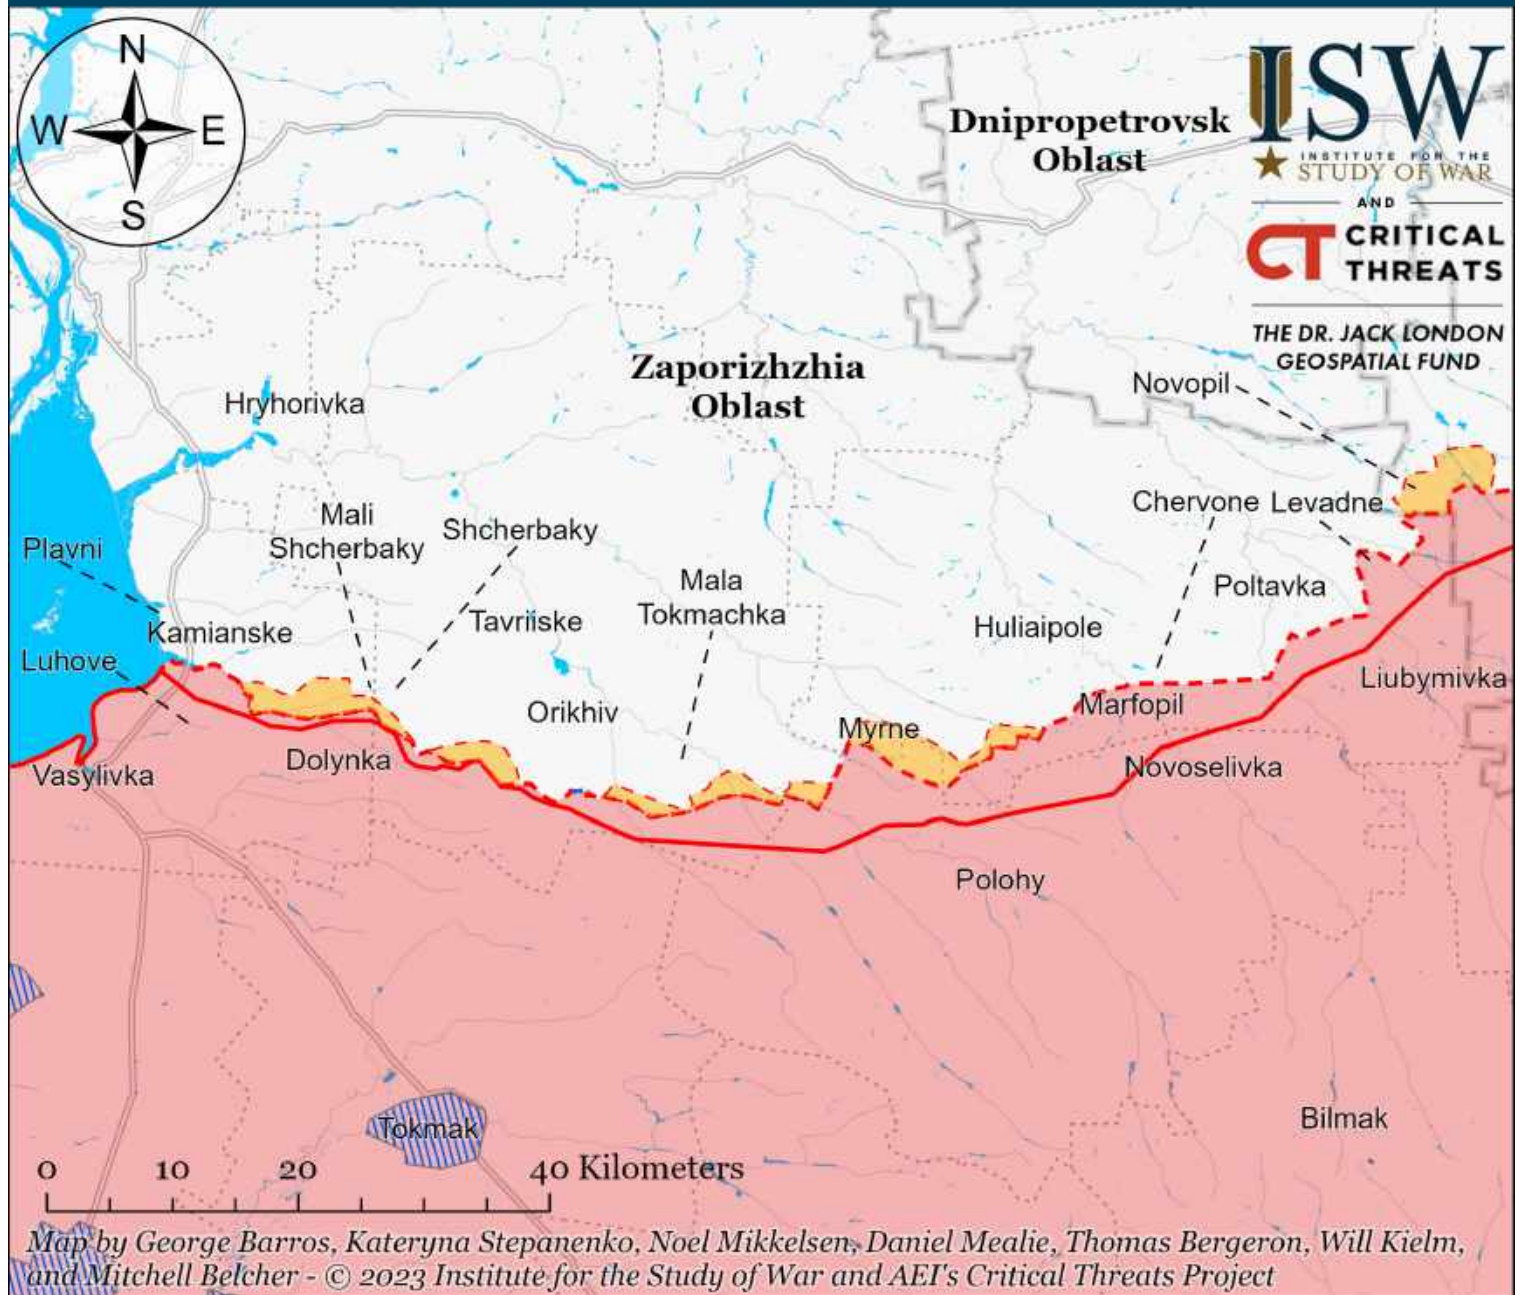 N
W E
S
ISW
INSTITUTE FOR THE
STUDY OF WAR
AND
CT CRITICAL
THREATS
THE DR. JACK LONDON
GEOSPATIAL FUND
Dnipropetrovsk
Oblast
Zaporizhzhia
Oblast
Novopil
Hryhorivka
Chervone
Levadne
Mali
Shcherbaky
Shcherbaky
Plavni
Mala
Tokmachka
Poltavka
Tavriiske
Huliaipole
Kamianske
Luhove
Liubymivka
Orikhiv
Marfopil
Myrne
Dolynka
Vasylivka
Novoselivka
Polohy
Tokmak
Bilmak
0 10 20 40 Kilometers
Map by George Barros, Kateryna Stepanenko, Noel Mikkelsen, Daniel Mealie, Thomas Bergeron, Will Kielm,
and Mitchell Belcher - © 2023 Institute for the Study of War and AEI's Critical Threats Project